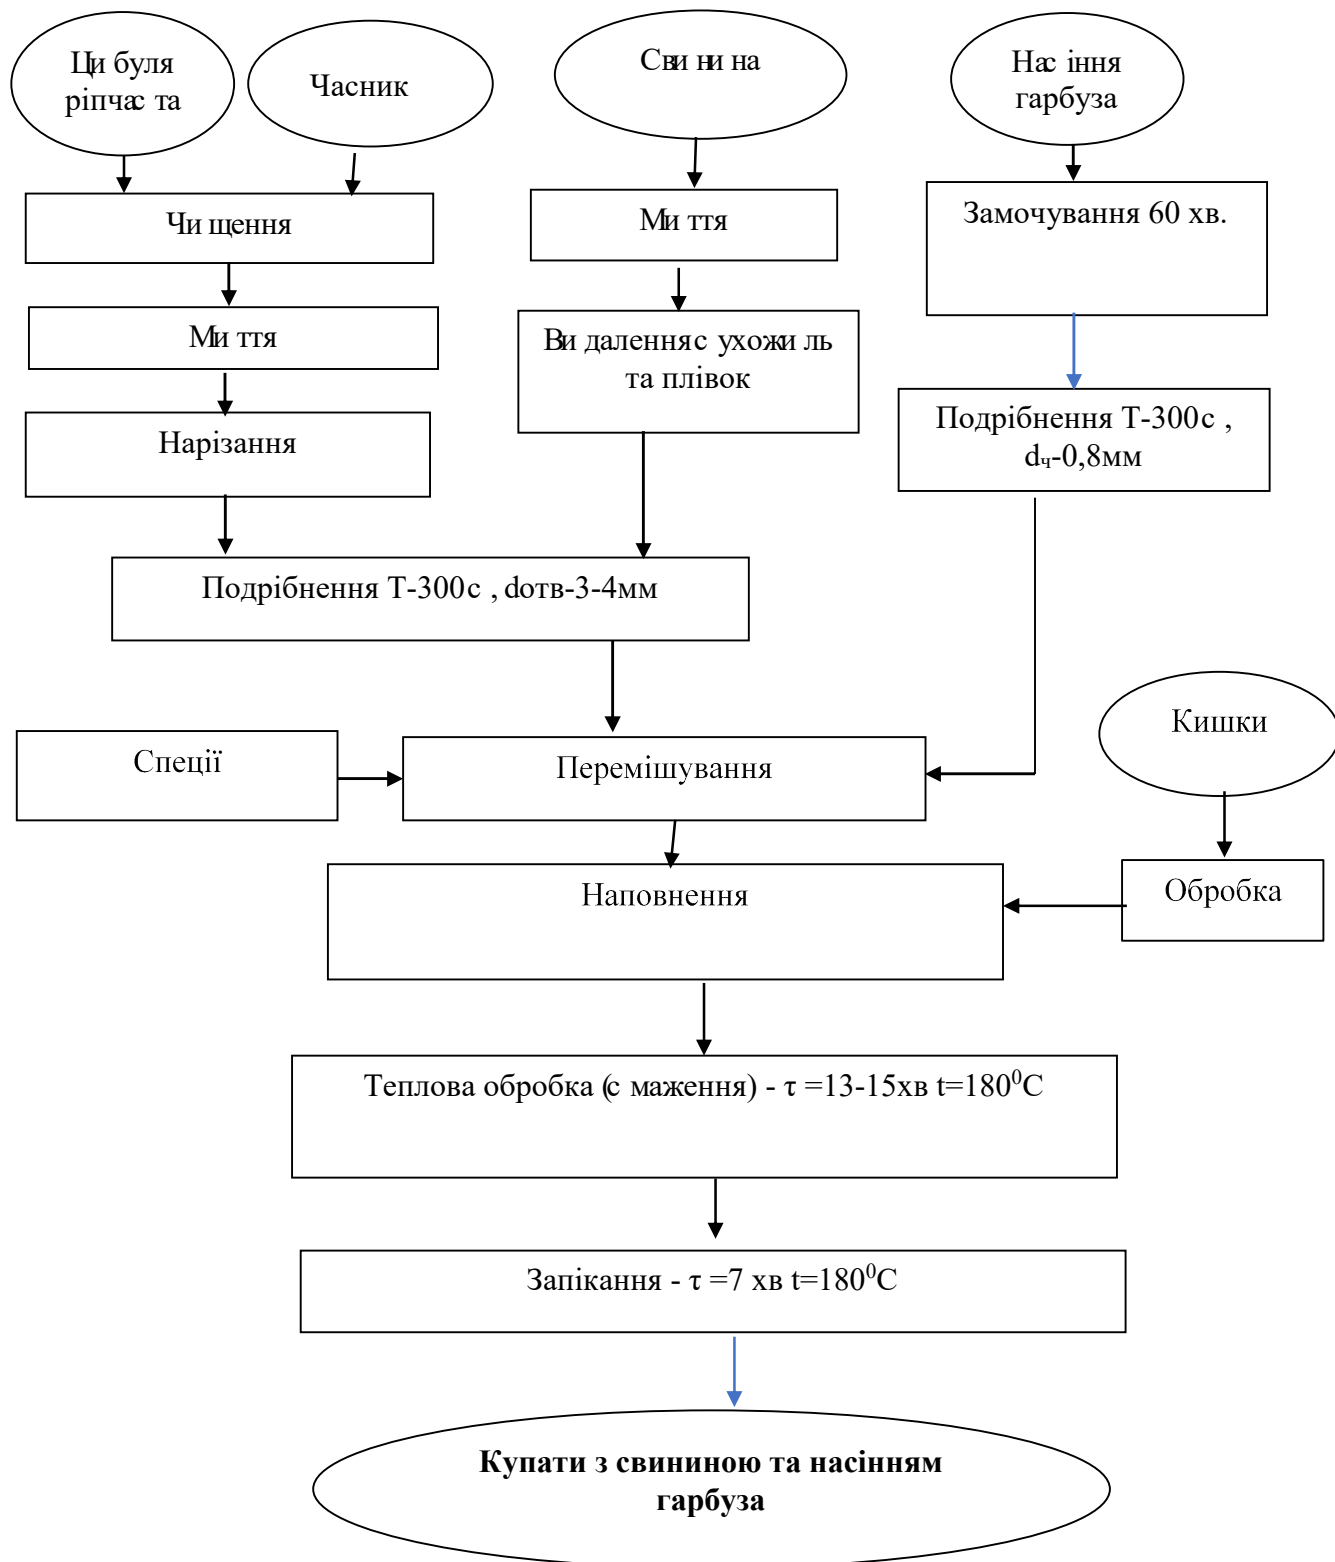 Цибуля
ріпчаста
Часник
Свинина
Насіння
гарбуза
Чищення
Миття
Замочування 60 хв.
Миття
Видалення сухожиль
та плівок
Нарізання
Подрібнення Т-300с ,
dч-0,8мм
Подрібнення Т-300с , dотв-3-4мм
Кишки
Спеції
Перемішування
Наповнення
Обробка
Теплова обробка (смаження) - τ =13-15хв t=180⁰С
Запікання - τ =7 хв t=180⁰С
Купати з свининою та насінням
гарбуза